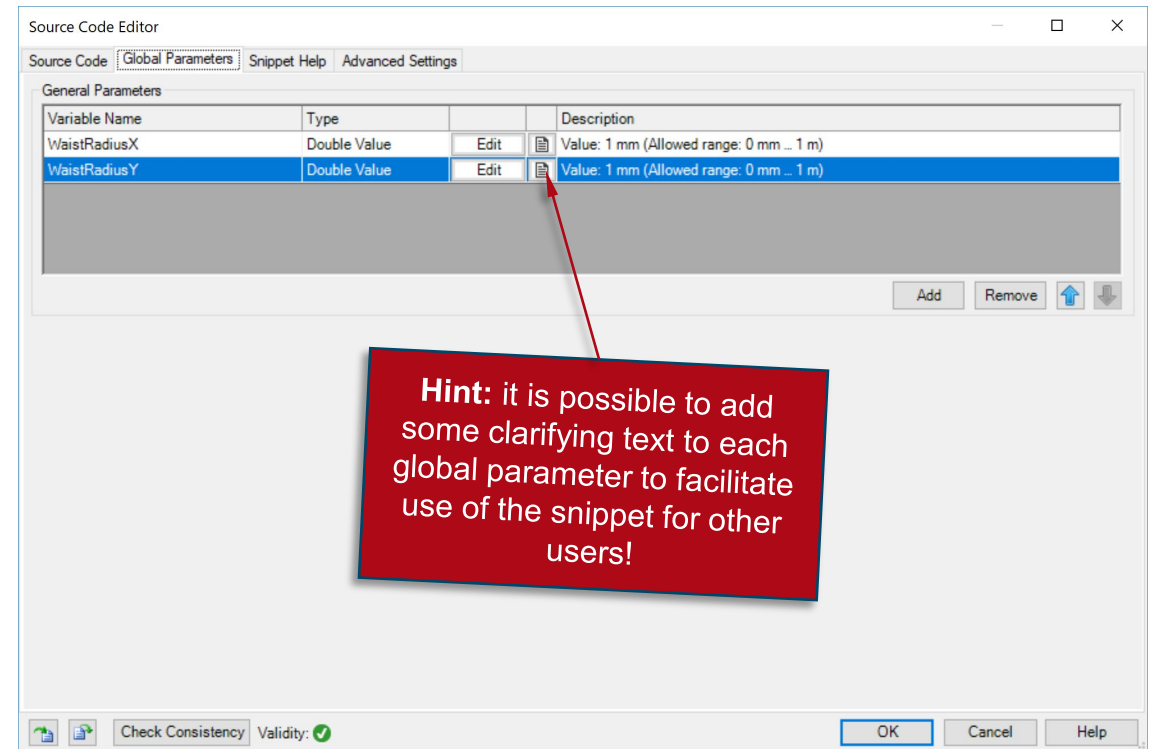 Source Code Editor
Source Code Global Parameters Snippet Help Advanced Settings
General Parameters
Variable Name Type Description
WaistRadiusX Double Value Edit Value: 1 mm (Allowed range: 0 mm ... 1 m)
WaistRadiusY Double Value Edit Value: 1 mm (Allowed range: 0 mm ... 1 m)
Add Remove
Hint: it is possible to add
some clarifying text to each
global parameter to facilitate
use of the snippet for other
users!
Check Consistency Validity: OK Cancel Help